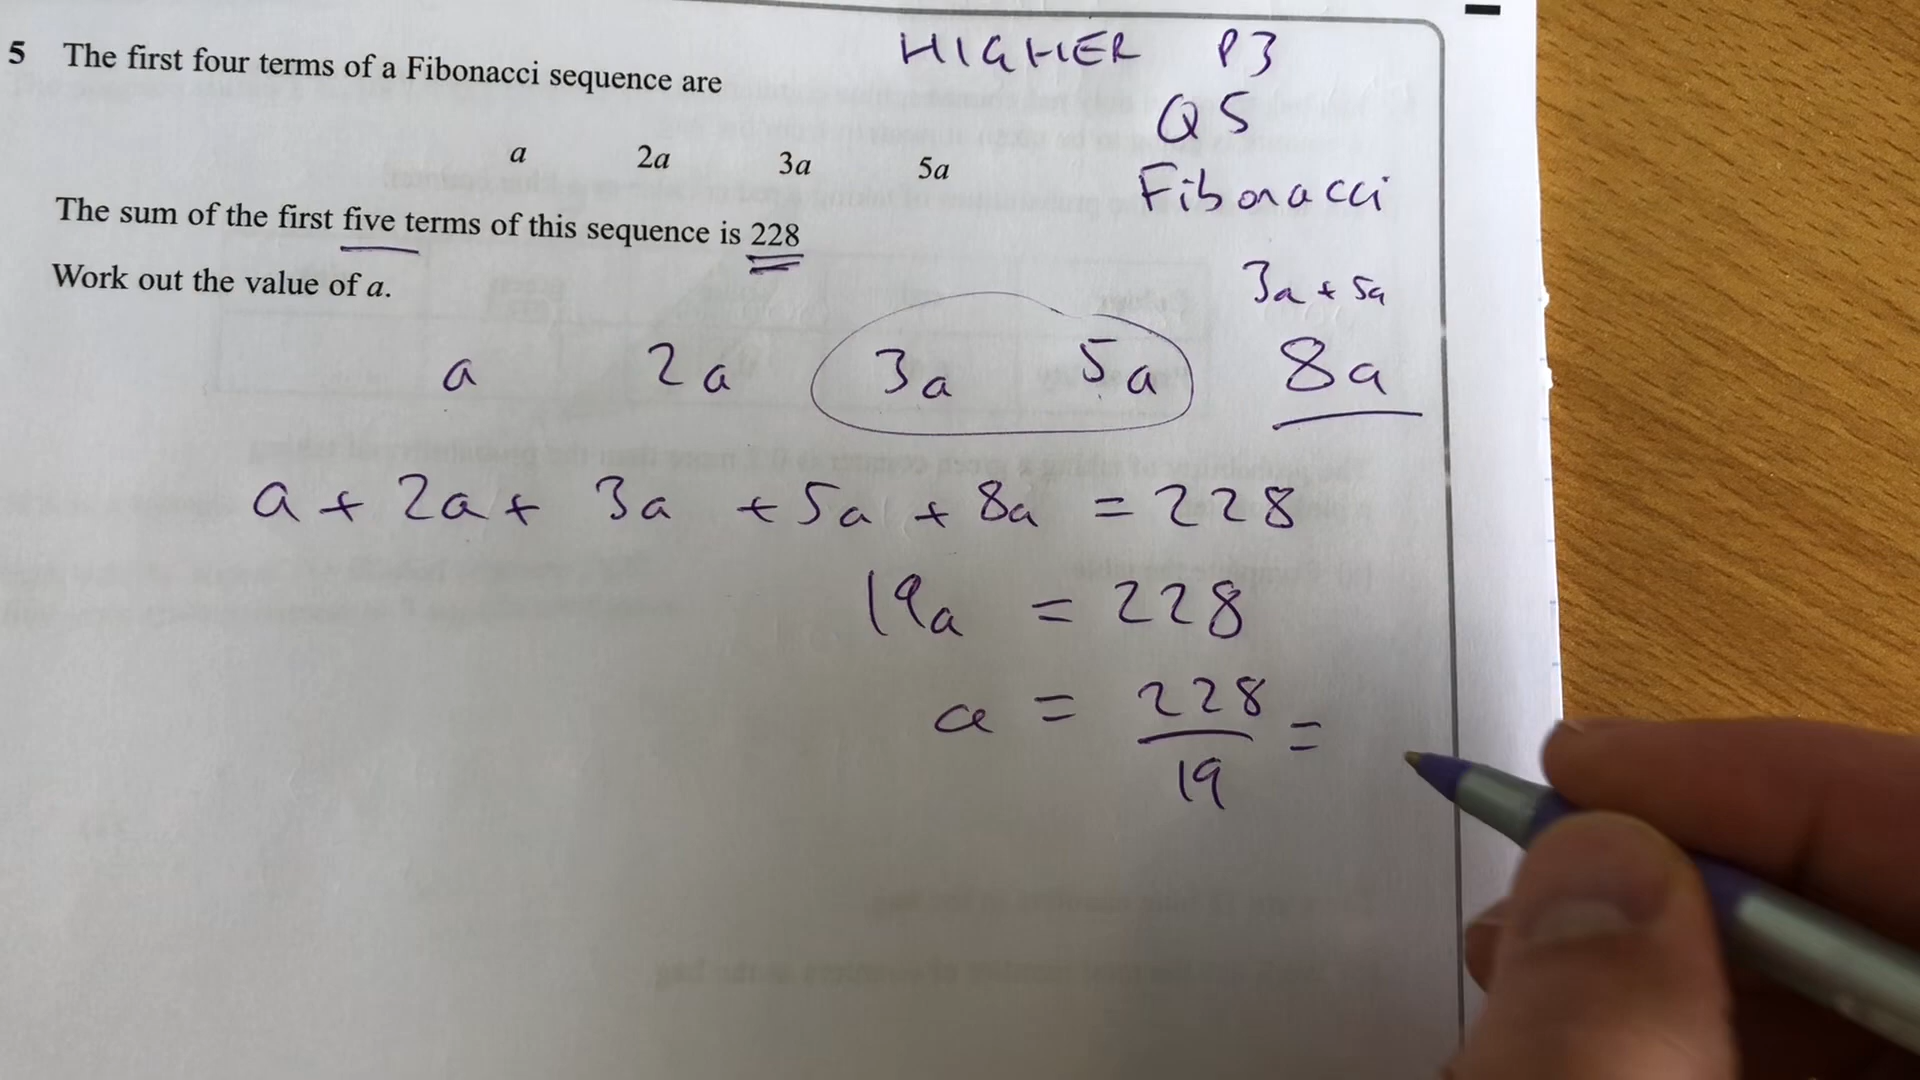 HIGHER P3
5 The first four terms of a Fibonacci sequence are
Q5
a 2a 3a 5a
Fibonacci
The sum of the first five terms of this sequence is 228
Work out the value of a.
3a + 5a
a 2a 3a 5a 8a
a + 2a + 3a + 5a + 8a = 228
19a = 228
a = 228/19 =